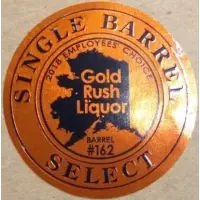 SINGLE BARREL
2018 EMPLOYEES' CHOICE
Gold
Rush
Liquor
BARREL
#162
SELECT